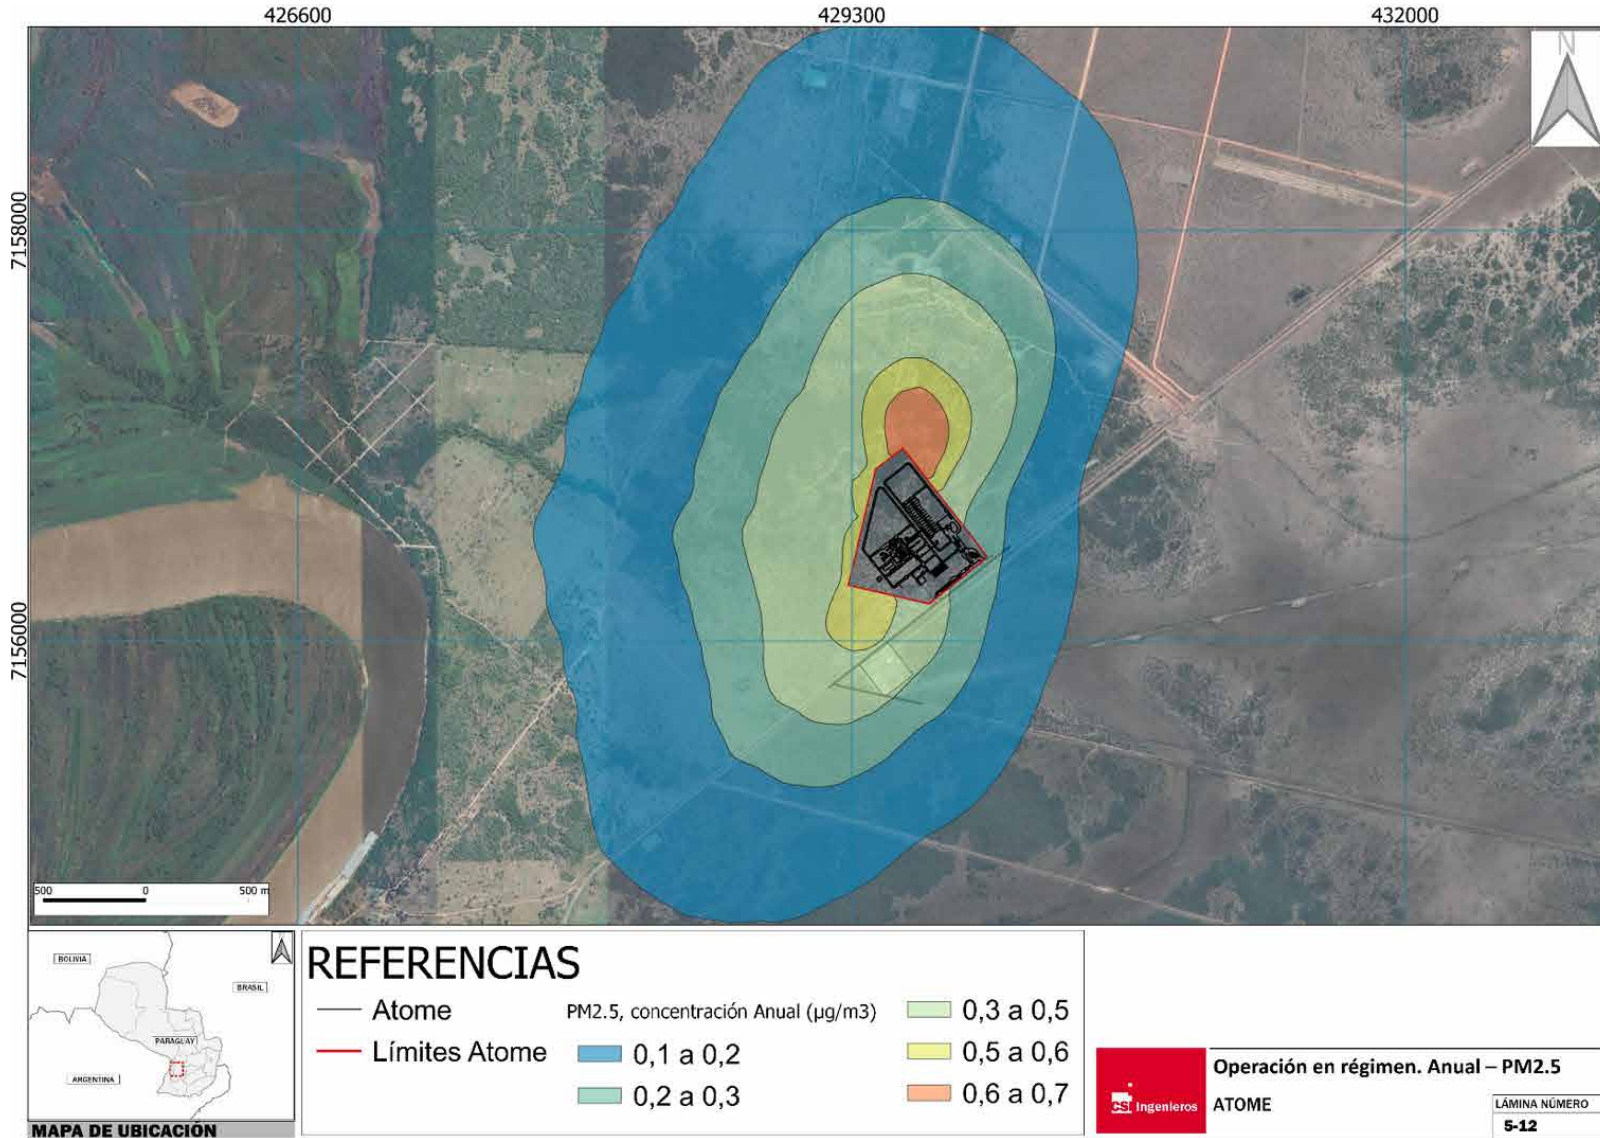 426600 429300 432000
N
7158000
7156000
500 0 500 m
BOLIVIA
BRASIL
PARAGUAY
ARGENTINA
MAPA DE UBICACIÓN
REFERENCIAS
Atome
Límites Atome
PM2.5, concentración Anual (µg/m3)
0,1 a 0,2
0,2 a 0,3
0,3 a 0,5
0,5 a 0,6
0,6 a 0,7
CSI Ingenieros
Operación en régimen. Anual – PM2.5
ATOME
LÁMINA NÚMERO
5-12